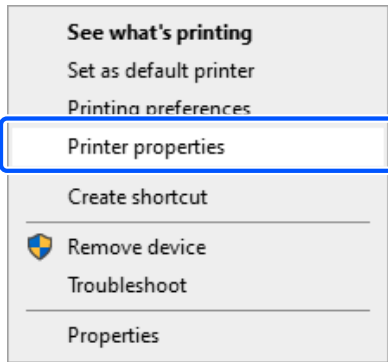 See what's printing
Set as default printer
Printing preferences
Printer properties
Create shortcut
Remove device
Troubleshoot
Properties